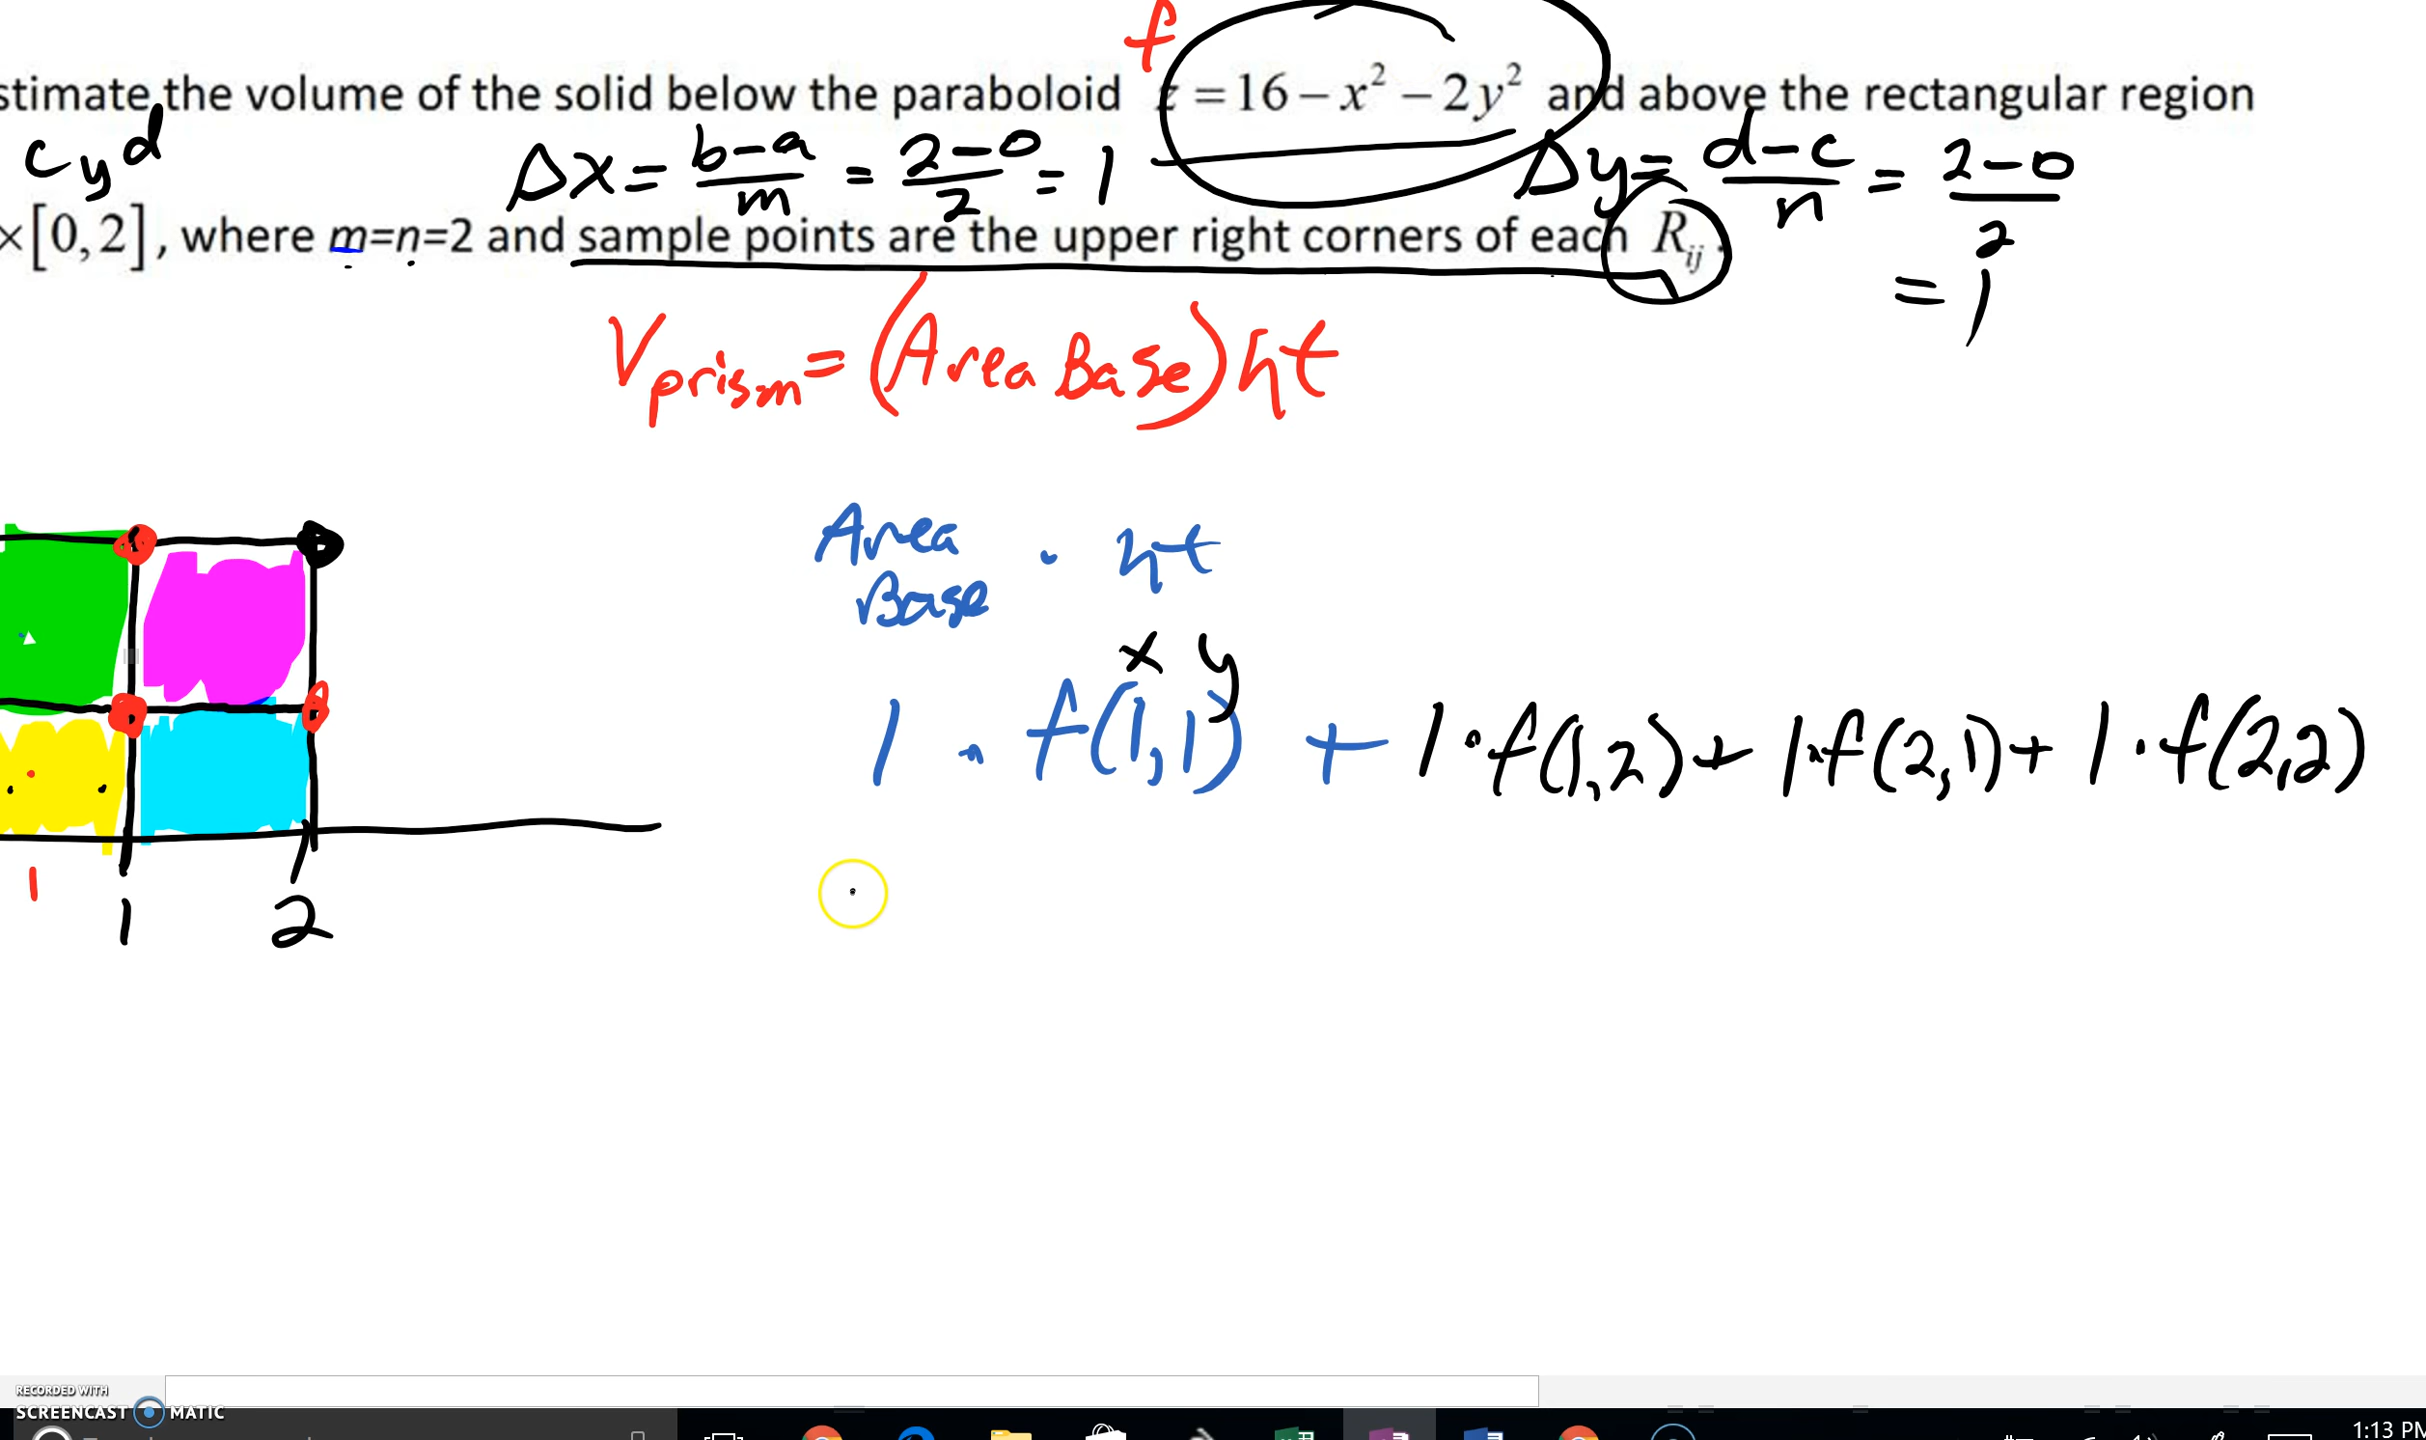 f
stimate the volume of the solid below the paraboloid z = 16 − x² − 2y² and above the rectangular region
c y d
Δx = b−a/m = 2−0/2 = 1
Δy = d−c/n = 2−0/2
×[0,2], where m=n=2 and sample points are the upper right corners of each R_ij.
= 1
Vprism = (Area Base) ht
Area Base · ht
x y
1 · f(1,1) + 1·f(1,2) + 1·f(2,1) + 1·f(2,2)
1 1 2
RECORDED WITH
SCREENCAST MATIC
1:13 PM